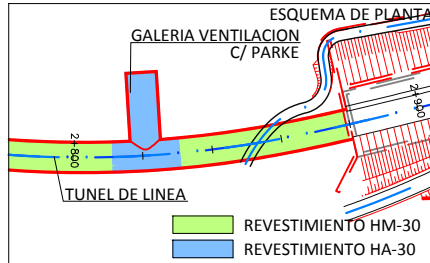 ESQUEMA DE PLANTA
GALERIA VENTILACION
C/ PARKE
2+800
2+900
TUNEL DE LINEA
REVESTIMIENTO HM-30
REVESTIMIENTO HA-30